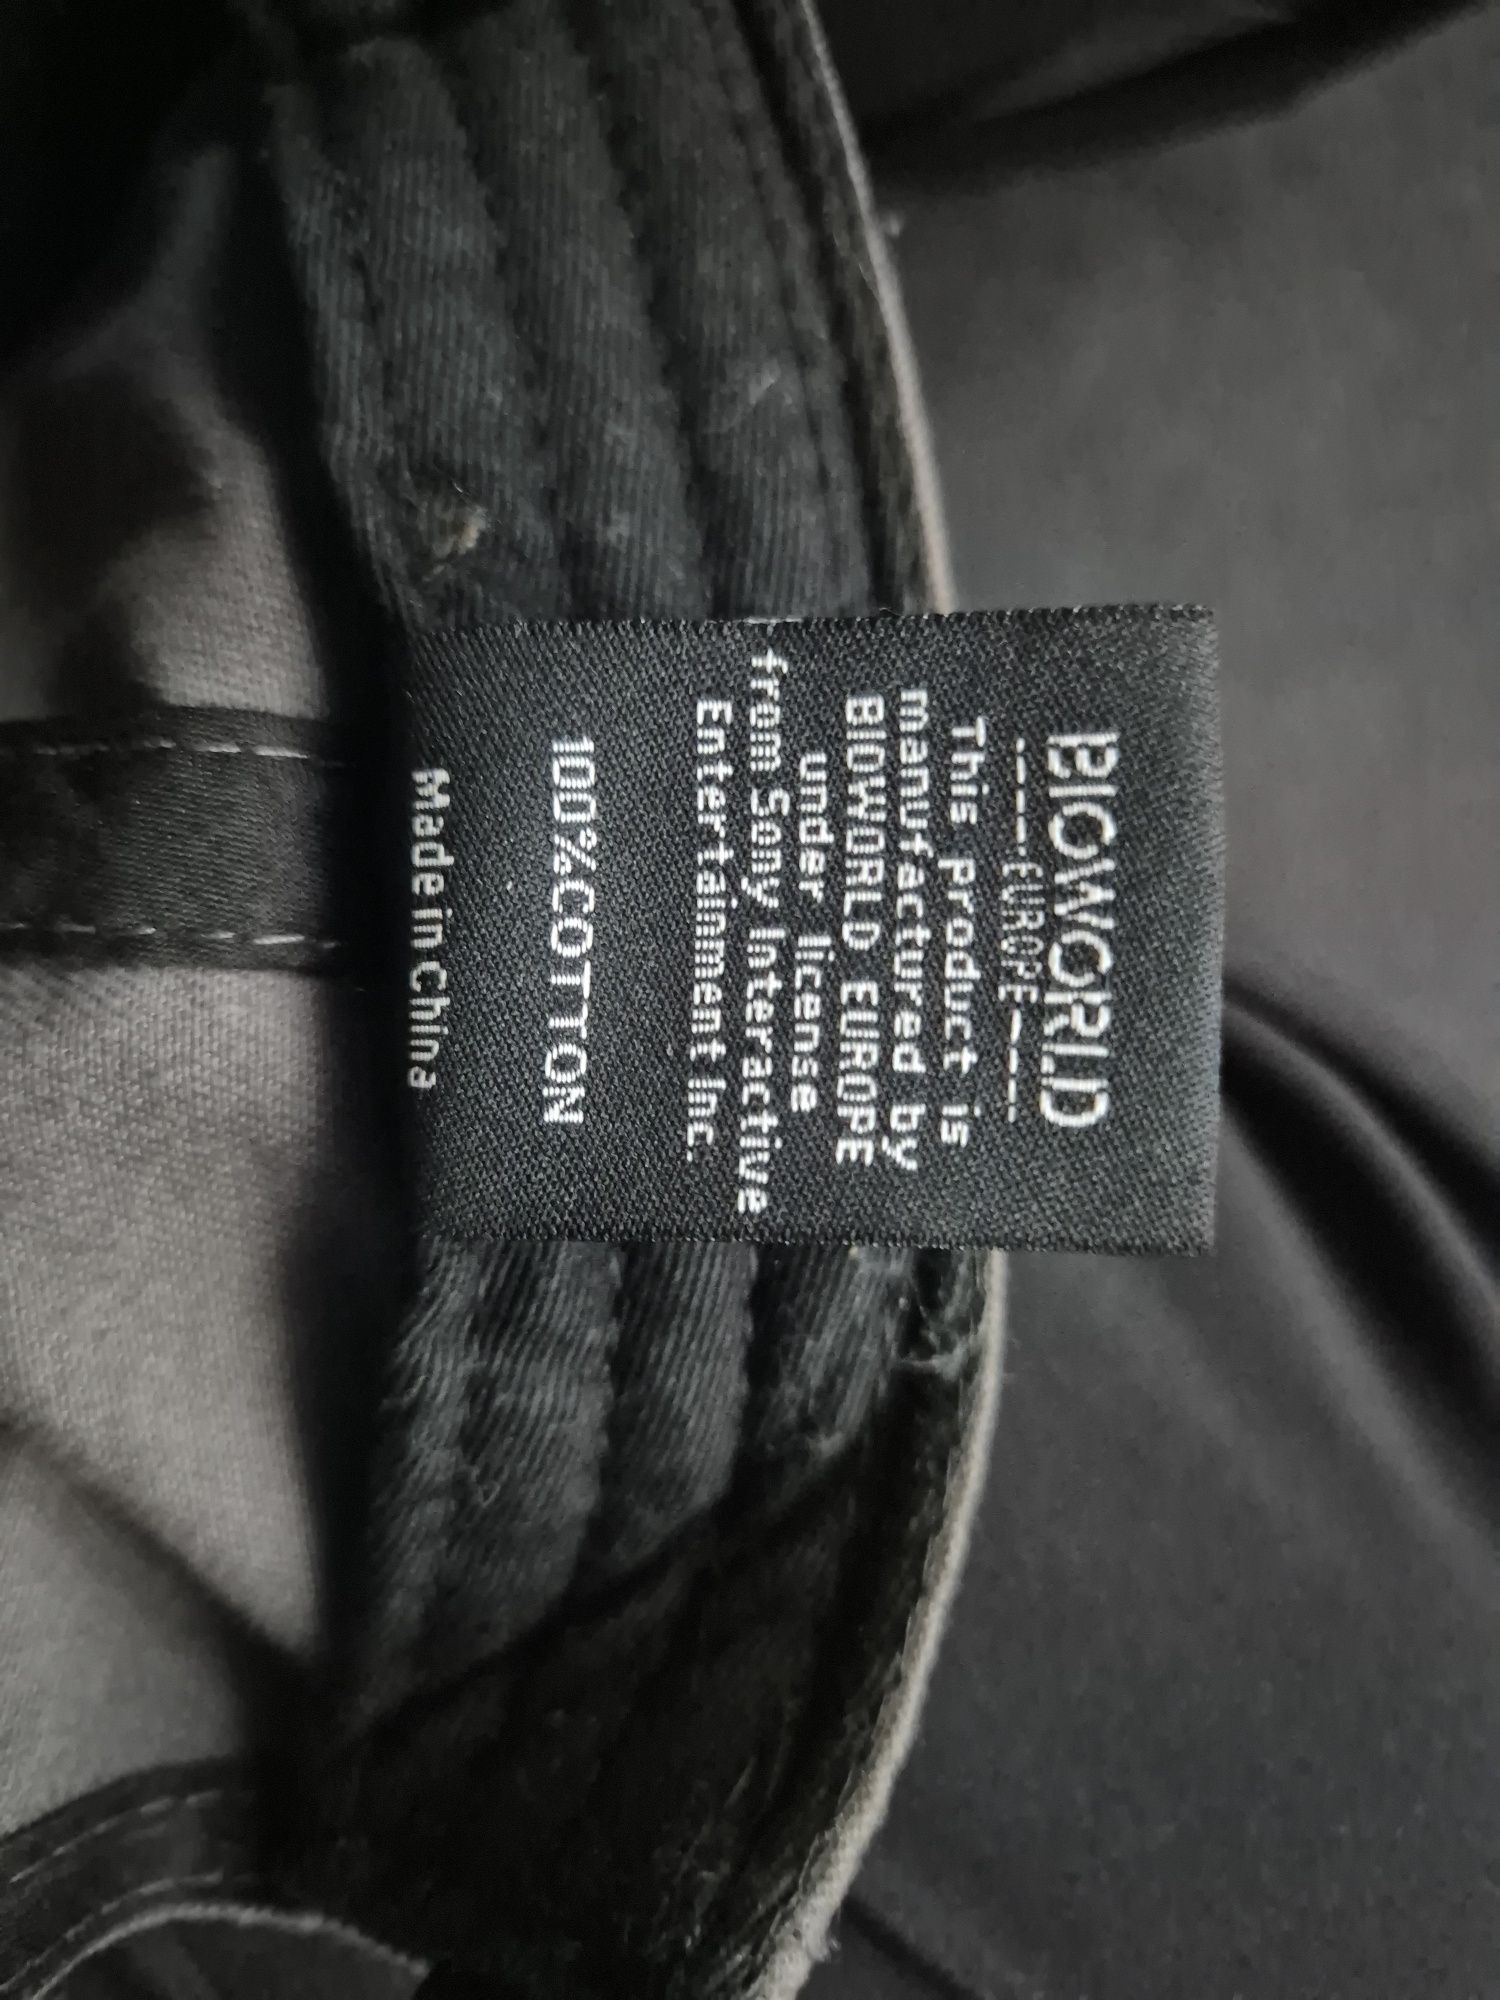 BIOWORLD
EUROPE
This product is
manufactured by
BIOWORLD EUROPE
under license
from Sony Interactive
Entertainment Inc.
100%COTTON
Made in China